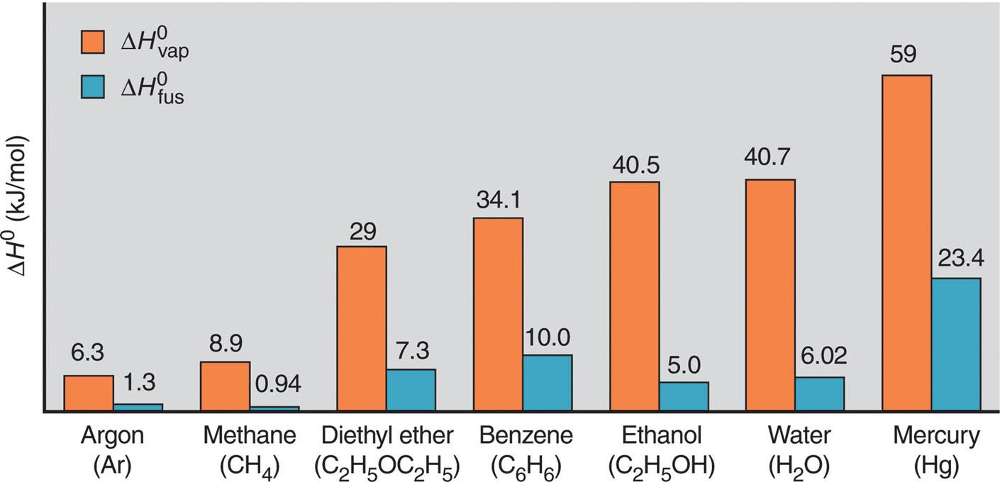 ΔH⁰vap
ΔH⁰fus
ΔH⁰ (kJ/mol)
6.3
1.3
8.9
0.94
29
7.3
34.1
10.0
40.5
5.0
40.7
6.02
59
23.4
Argon
(Ar)
Methane
(CH₄)
Diethyl ether
(C₂H₅OC₂H₅)
Benzene
(C₆H₆)
Ethanol
(C₂H₅OH)
Water
(H₂O)
Mercury
(Hg)